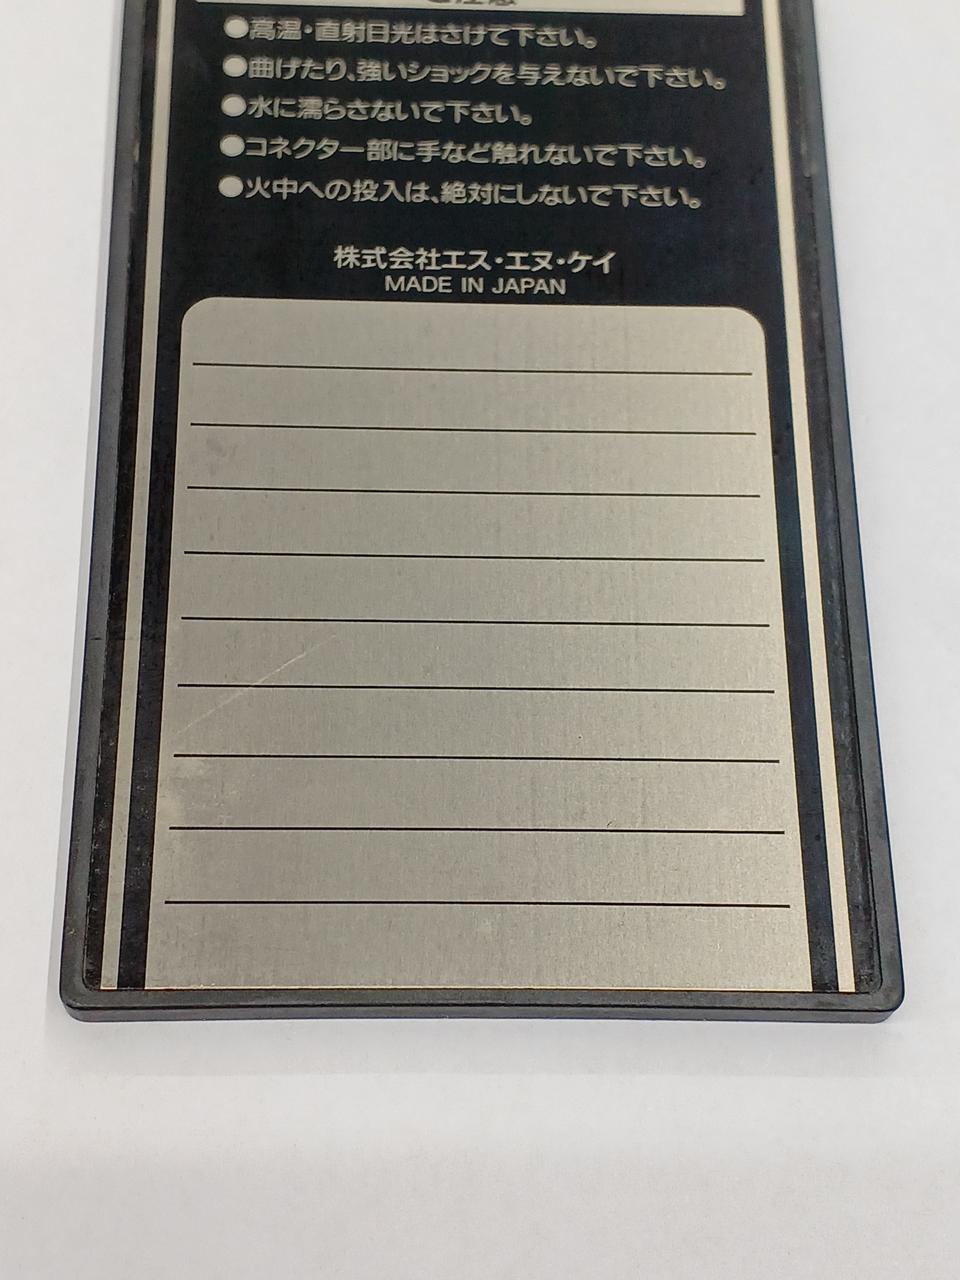 ご注意
●高温・直射日光はさけて下さい。
●曲げたり、強いショックを与えないで下さい。
●水に濡らさないで下さい。
●コネクター部に手など触れないで下さい。
●火中への投入は、絶対にしないで下さい。
株式会社エス・エヌ・ケイ
MADE IN JAPAN